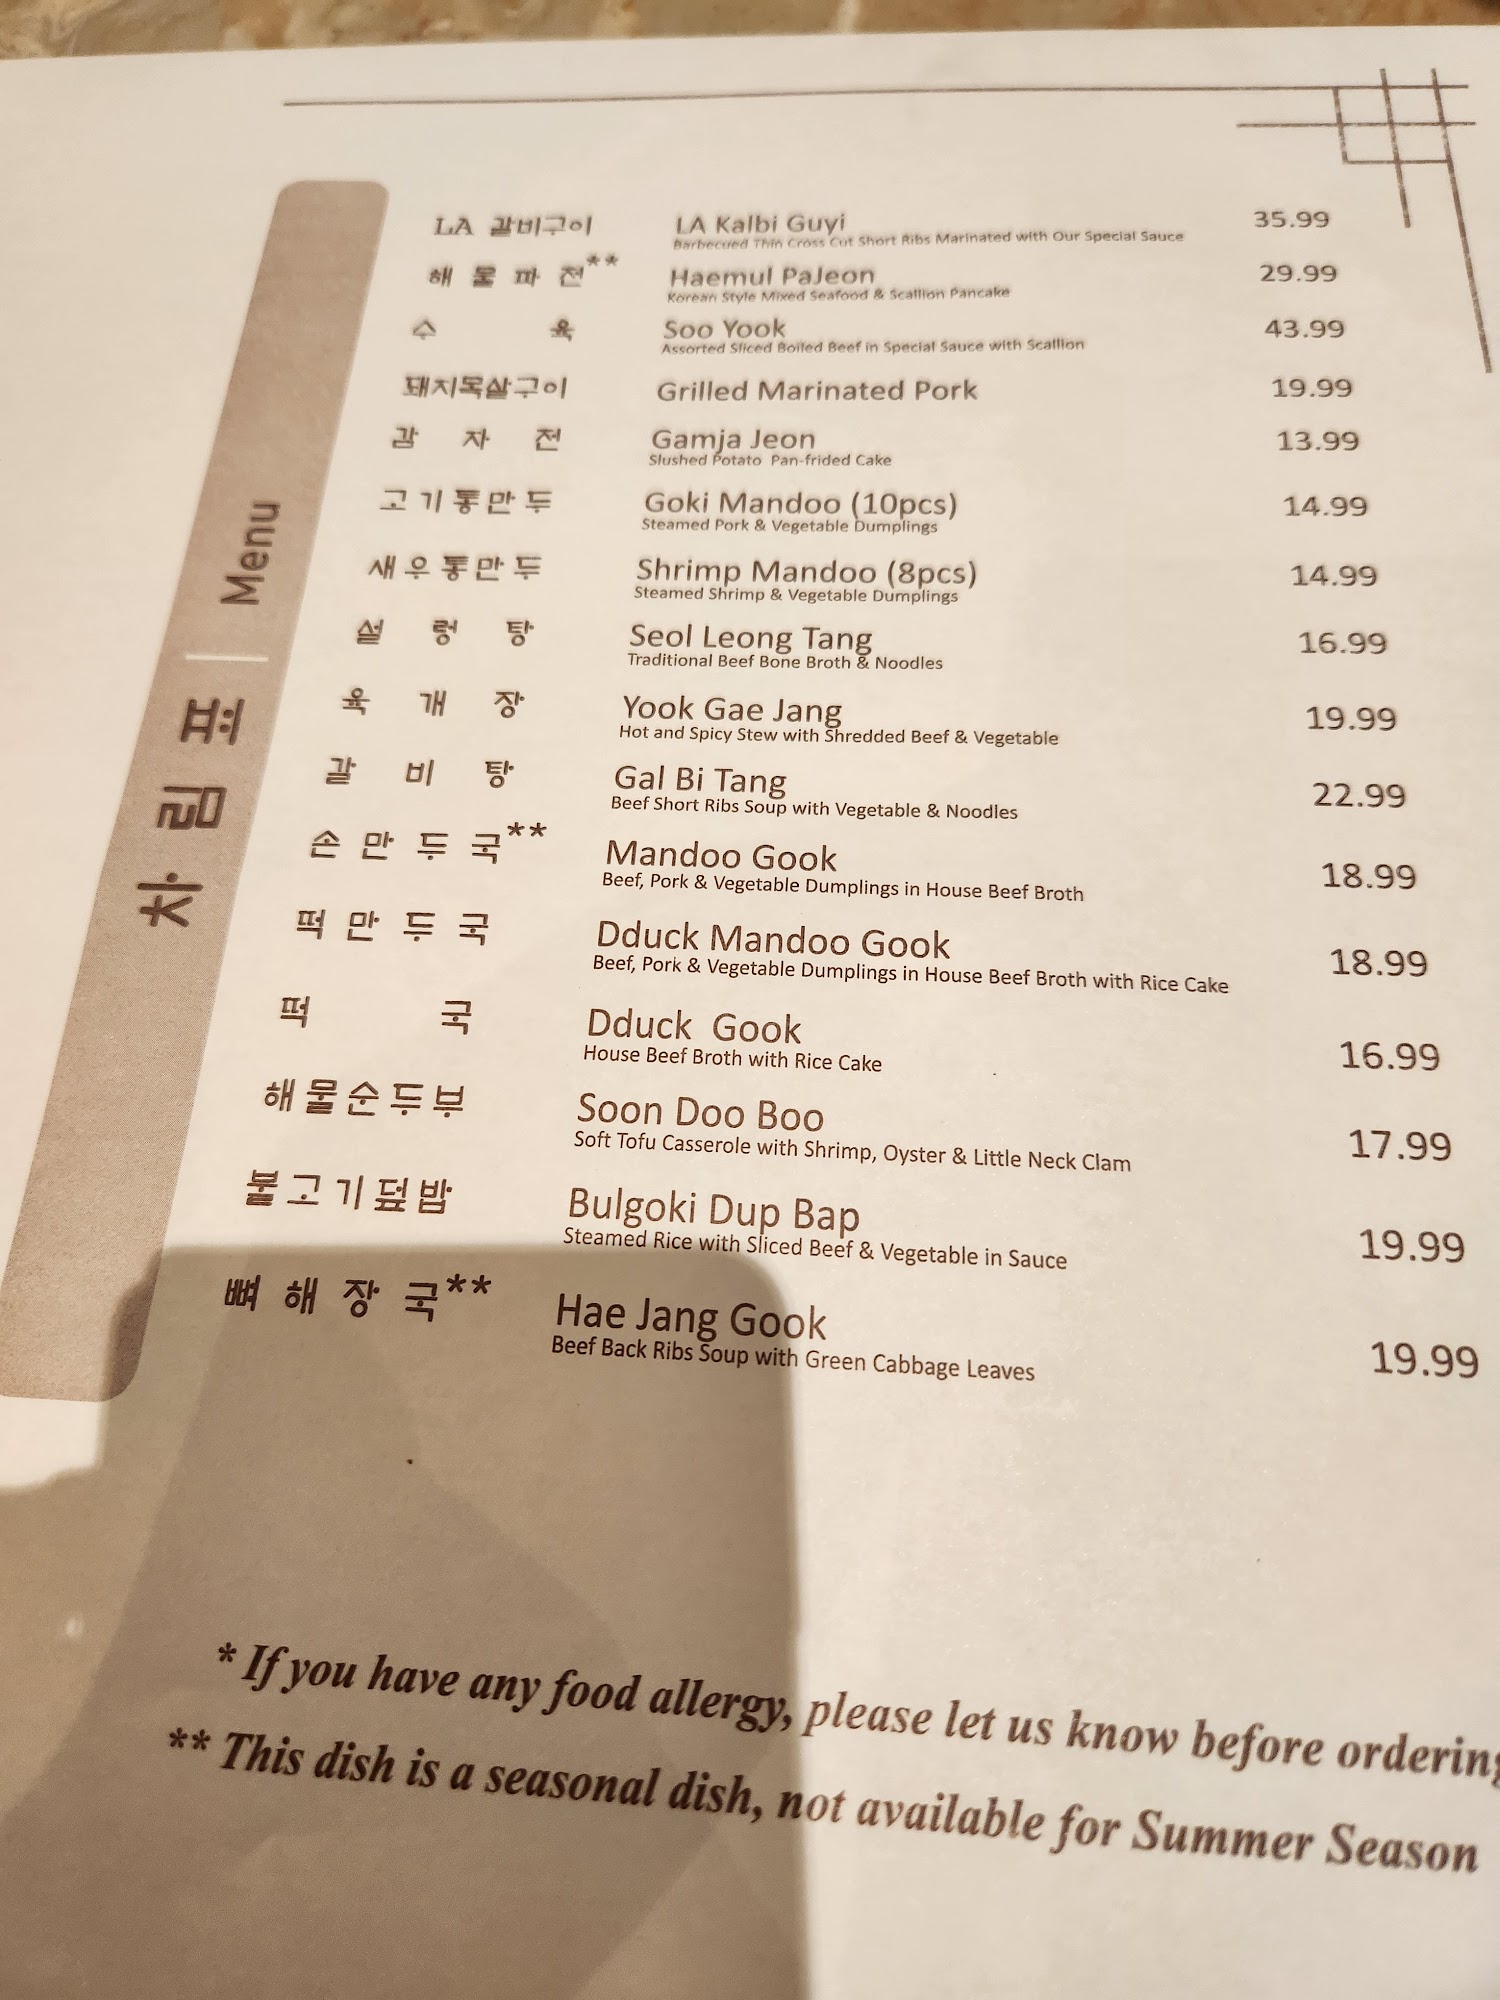 차림표 | Menu
LA 갈비구이 LA Kalbi Guyi 35.99
Barbecued Thin Cross Cut Short Ribs Marinated with Our Special Sauce
해물파전** Haemul PaJeon 29.99
Korean Style Mixed Seafood & Scallion Pancake
수육 Soo Yook 43.99
Assorted Sliced Boiled Beef in Special Sauce with Scallion
돼지목살구이 Grilled Marinated Pork 19.99
감자전 Gamja Jeon 13.99
Slushed Potato Pan-frided Cake
고기통만두 Goki Mandoo (10pcs) 14.99
Steamed Pork & Vegetable Dumplings
새우통만두 Shrimp Mandoo (8pcs) 14.99
Steamed Shrimp & Vegetable Dumplings
설렁탕 Seol Leong Tang 16.99
Traditional Beef Bone Broth & Noodles
육개장 Yook Gae Jang 19.99
Hot and Spicy Stew with Shredded Beef & Vegetable
갈비탕 Gal Bi Tang 22.99
Beef Short Ribs Soup with Vegetable & Noodles
손만두국** Mandoo Gook 18.99
Beef, Pork & Vegetable Dumplings in House Beef Broth
떡만두국 Dduck Mandoo Gook 18.99
Beef, Pork & Vegetable Dumplings in House Beef Broth with Rice Cake
떡국 Dduck Gook 16.99
House Beef Broth with Rice Cake
해물순두부 Soon Doo Boo 17.99
Soft Tofu Casserole with Shrimp, Oyster & Little Neck Clam
불고기덮밥 Bulgoki Dup Bap 19.99
Steamed Rice with Sliced Beef & Vegetable in Sauce
뼈해장국** Hae Jang Gook 19.99
Beef Back Ribs Soup with Green Cabbage Leaves
* If you have any food allergy, please let us know before ordering
** This dish is a seasonal dish, not available for Summer Season